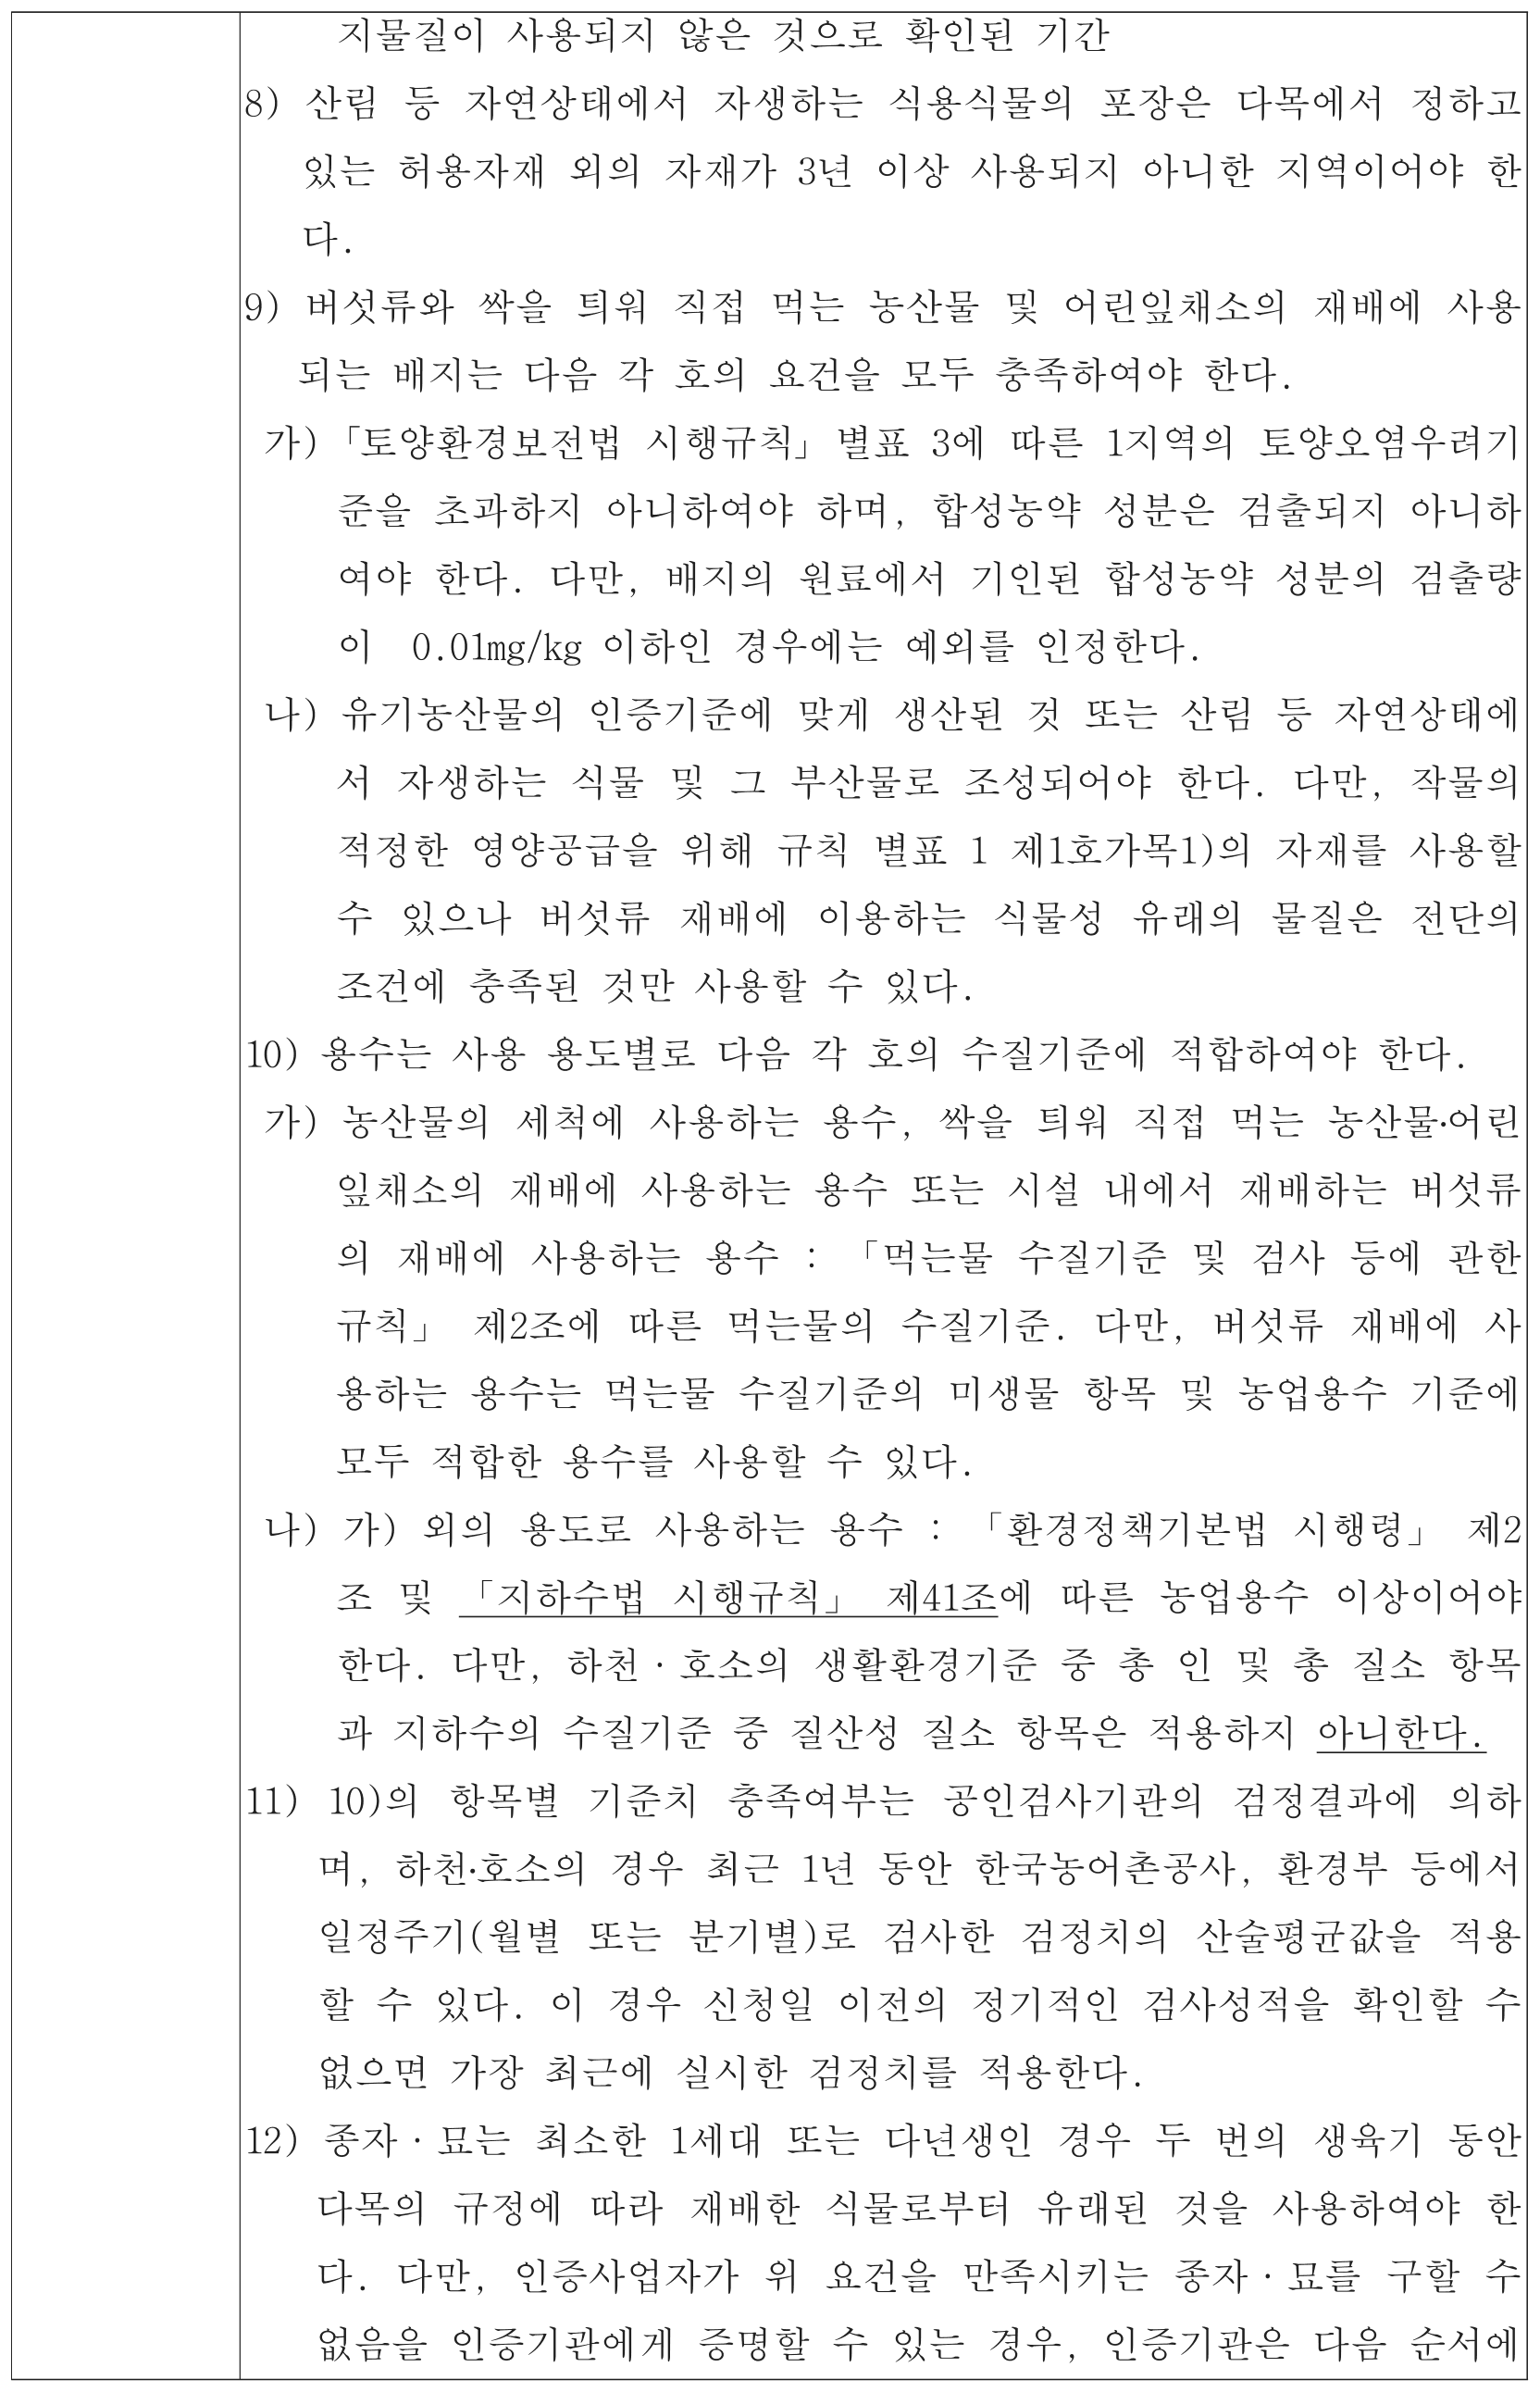 지물질이 사용되지 않은 것으로 확인된 기간
8) 산림 등 자연상태에서 자생하는 식용식물의 포장은 다목에서 정하고
있는 허용자재 외의 자재가 3년 이상 사용되지 아니한 지역이어야 한
다.
9) 버섯류와 싹을 틔워 직접 먹는 농산물 및 어린잎채소의 재배에 사용
되는 배지는 다음 각 호의 요건을 모두 충족하여야 한다.
가)「토양환경보전법 시행규칙」별표 3에 따른 1지역의 토양오염우려기
준을 초과하지 아니하여야 하며, 합성농약 성분은 검출되지 아니하
여야 한다. 다만, 배지의 원료에서 기인된 합성농약 성분의 검출량
이 0.01mg/kg 이하인 경우에는 예외를 인정한다.
나) 유기농산물의 인증기준에 맞게 생산된 것 또는 산림 등 자연상태에
서 자생하는 식물 및 그 부산물로 조성되어야 한다. 다만, 작물의
적정한 영양공급을 위해 규칙 별표 1 제1호가목1)의 자재를 사용할
수 있으나 버섯류 재배에 이용하는 식물성 유래의 물질은 전단의
조건에 충족된 것만 사용할 수 있다.
10) 용수는 사용 용도별로 다음 각 호의 수질기준에 적합하여야 한다.
가) 농산물의 세척에 사용하는 용수, 싹을 틔워 직접 먹는 농산물·어린
잎채소의 재배에 사용하는 용수 또는 시설 내에서 재배하는 버섯류
의 재배에 사용하는 용수 : 「먹는물 수질기준 및 검사 등에 관한
규칙」 제2조에 따른 먹는물의 수질기준. 다만, 버섯류 재배에 사
용하는 용수는 먹는물 수질기준의 미생물 항목 및 농업용수 기준에
모두 적합한 용수를 사용할 수 있다.
나) 가) 외의 용도로 사용하는 용수 : 「환경정책기본법 시행령」 제2
조 및 「지하수법 시행규칙」 제41조에 따른 농업용수 이상이어야
한다. 다만, 하천·호소의 생활환경기준 중 총 인 및 총 질소 항목
과 지하수의 수질기준 중 질산성 질소 항목은 적용하지 아니한다.
11) 10)의 항목별 기준치 충족여부는 공인검사기관의 검정결과에 의하
며, 하천·호소의 경우 최근 1년 동안 한국농어촌공사, 환경부 등에서
일정주기(월별 또는 분기별)로 검사한 검정치의 산술평균값을 적용
할 수 있다. 이 경우 신청일 이전의 정기적인 검사성적을 확인할 수
없으면 가장 최근에 실시한 검정치를 적용한다.
12) 종자·묘는 최소한 1세대 또는 다년생인 경우 두 번의 생육기 동안
다목의 규정에 따라 재배한 식물로부터 유래된 것을 사용하여야 한
다. 다만, 인증사업자가 위 요건을 만족시키는 종자·묘를 구할 수
없음을 인증기관에게 증명할 수 있는 경우, 인증기관은 다음 순서에